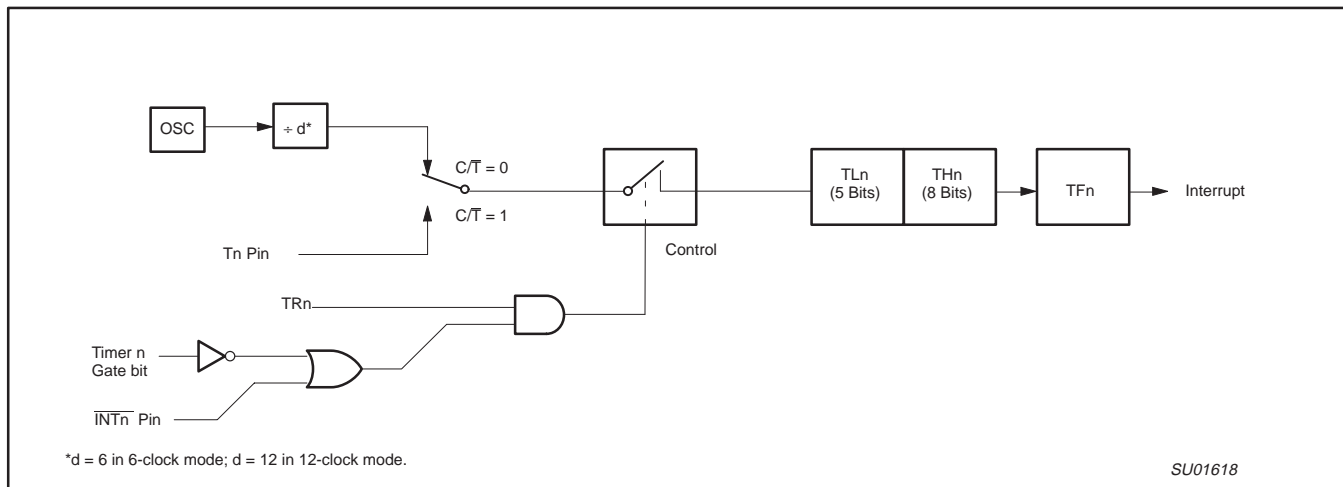 OSC
÷ d*
C/T̅ = 0
C/T̅ = 1
Tn Pin
Control
TLn
(5 Bits)
THn
(8 Bits)
TFn
Interrupt
TRn
Timer n
Gate bit
I̅N̅T̅n̅ Pin
*d = 6 in 6-clock mode; d = 12 in 12-clock mode.
SU01618